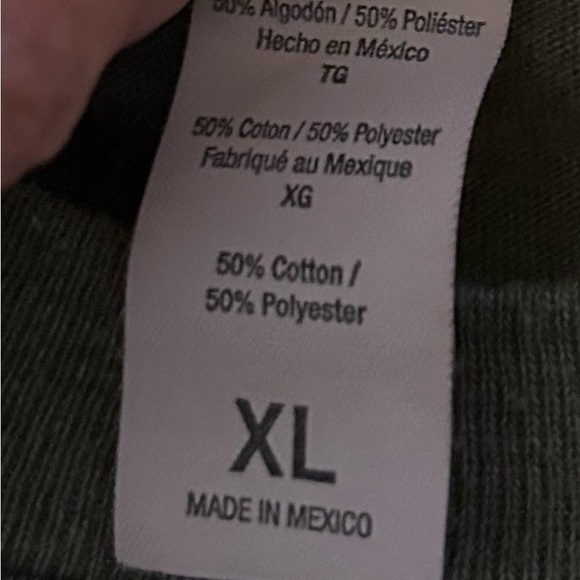 50% Algodón / 50% Poliéster
Hecho en México
TG
50% Coton / 50% Polyester
Fabriqué au Mexique
XG
50% Cotton /
50% Polyester
XL
MADE IN MEXICO